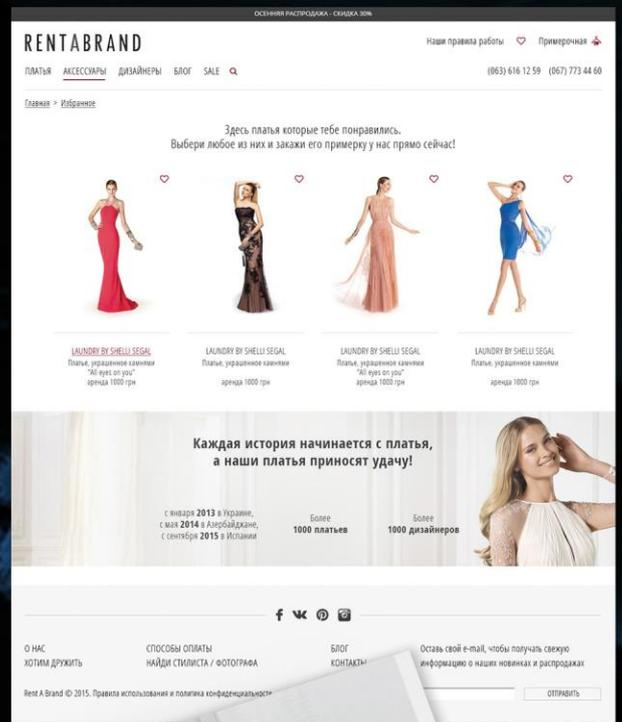 ОСЕННЯЯ РАСПРОДАЖА - СКИДКА 30%
RENTABRAND
Наши правила работы
Примерочная
ПЛАТЬЯ АКСЕССУАРЫ ДИЗАЙНЕРЫ БЛОГ SALE
(063) 616 12 59 (067) 773 44 60
Главная > Избранное
Здесь платья которые тебе понравились.
Выбери любое из них и закажи его примерку у нас прямо сейчас!
LAUNDRY BY SHELLI SEGAL
Платье, украшенное камнями
"All eyes on you"
аренда 1000 грн
LAUNDRY BY SHELLI SEGAL
Платье, украшенное камнями
аренда 1000 грн
LAUNDRY BY SHELLI SEGAL
Платье, украшенное камнями
"All eyes on you"
аренда 1000 грн
LAUNDRY BY SHELLI SEGAL
Платье, украшенное камнями
аренда 1000 грн
Каждая история начинается с платья,
а наши платья приносят удачу!
с января 2013 в Украине,
с мая 2014 в Азербайджане,
с сентября 2015 в Испании
Более
1000 платьев
Более
1000 дизайнеров
О НАС
ХОТИМ ДРУЖИТЬ
СПОСОБЫ ОПЛАТЫ
НАЙДИ СТИЛИСТА / ФОТОГРАФА
БЛОГ
КОНТАКТЫ
Оставь свой e-mail, чтобы получать свежую
информацию о наших новинках и распродажах
Rent A Brand © 2015. Правила использования и политика конфиденциальности
ОТПРАВИТЬ